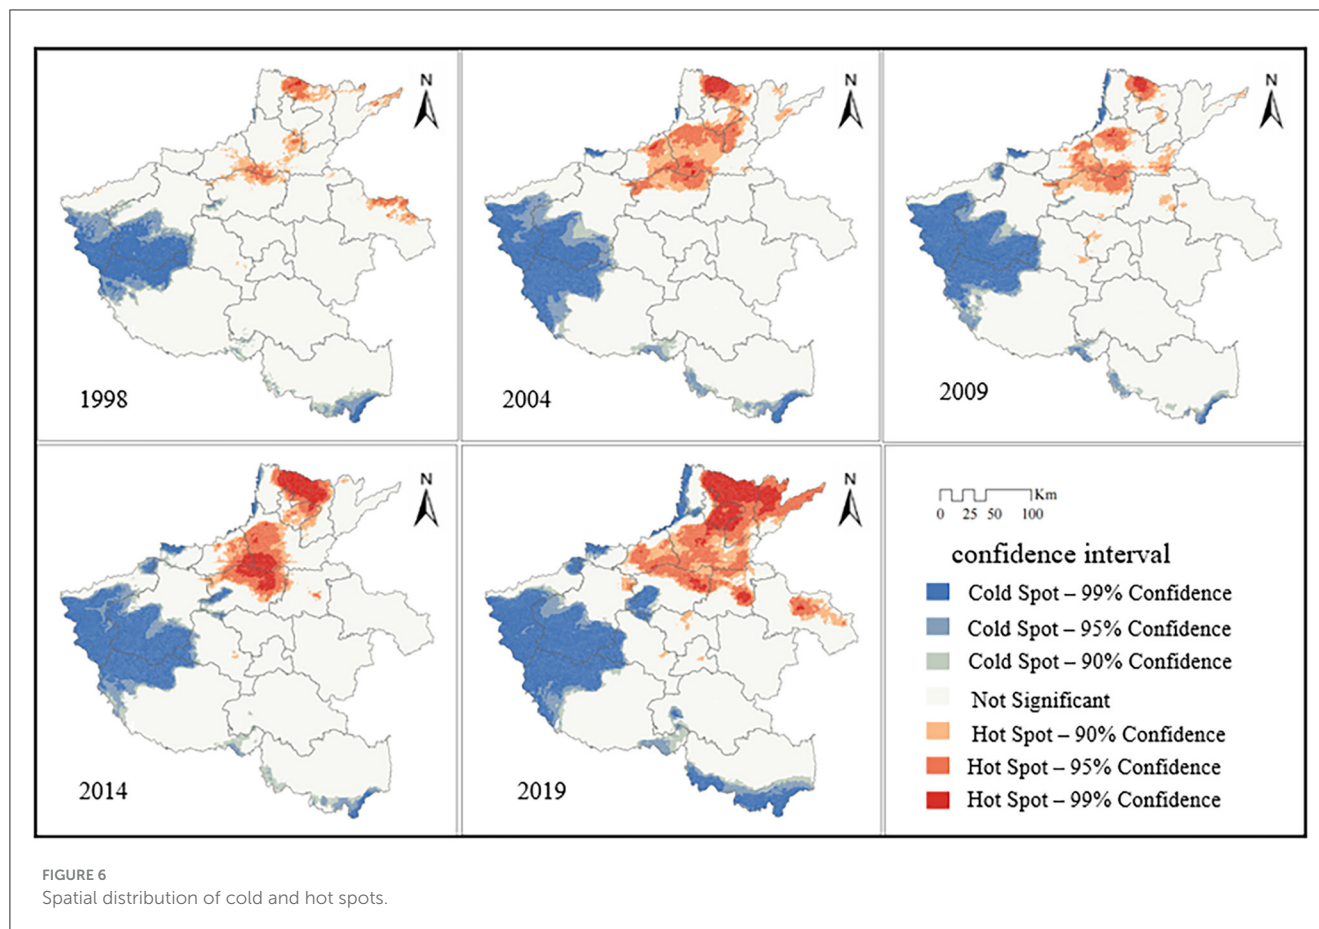 N
N
N
1998
2004
2009
N
N
Km
0 25 50 100
confidence interval
Cold Spot – 99% Confidence
Cold Spot – 95% Confidence
Cold Spot – 90% Confidence
Not Significant
Hot Spot – 90% Confidence
Hot Spot – 95% Confidence
Hot Spot – 99% Confidence
2014
2019
FIGURE 6
Spatial distribution of cold and hot spots.